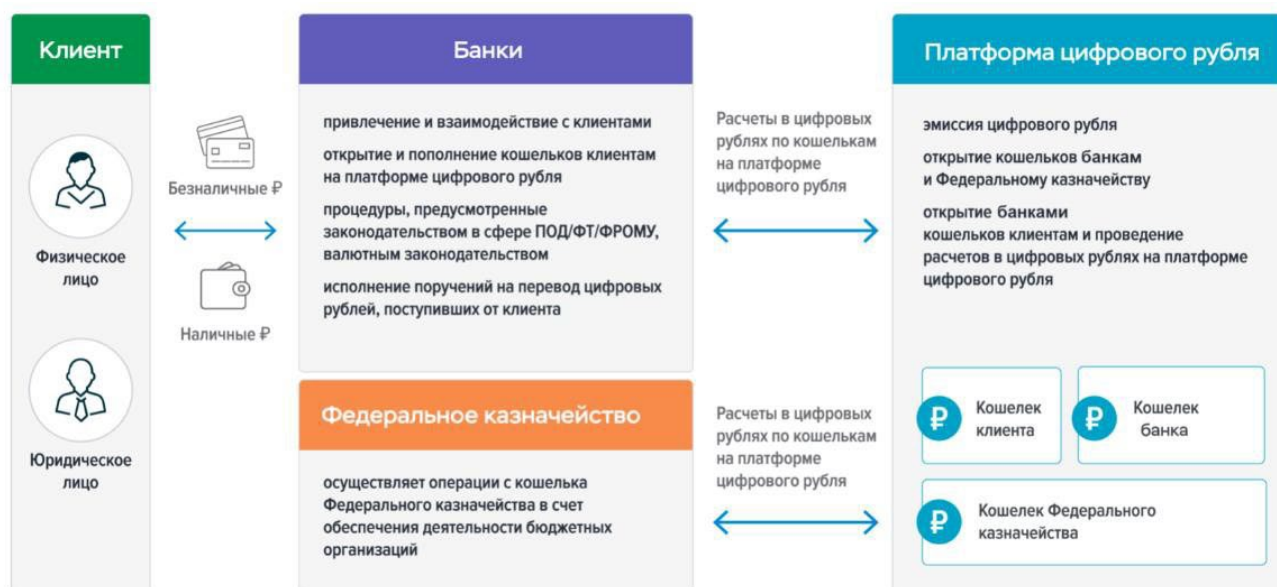 Клиент
Физическое
лицо
Юридическое
лицо
Безналичные ₽
Наличные ₽
Банки
привлечение и взаимодействие с клиентами
открытие и пополнение кошельков клиентам
на платформе цифрового рубля
процедуры, предусмотренные
законодательством в сфере ПОД/ФТ/ФРОМУ,
валютным законодательством
исполнение поручений на перевод цифровых
рублей, поступивших от клиента
Федеральное казначейство
осуществляет операции с кошелька
Федерального казначейства в счет
обеспечения деятельности бюджетных
организаций
Расчеты в цифровых
рублях по кошелькам
на платформе
цифрового рубля
Расчеты в цифровых
рублях по кошелькам
на платформе
цифрового рубля
Платформа цифрового рубля
эмиссия цифрового рубля
открытие кошельков банкам
и Федеральному казначейству
открытие банками
кошельков клиентам и проведение
расчетов в цифровых рублях на платформе
цифрового рубля
₽ Кошелек
клиента
₽ Кошелек
банка
₽ Кошелек Федерального
казначейства